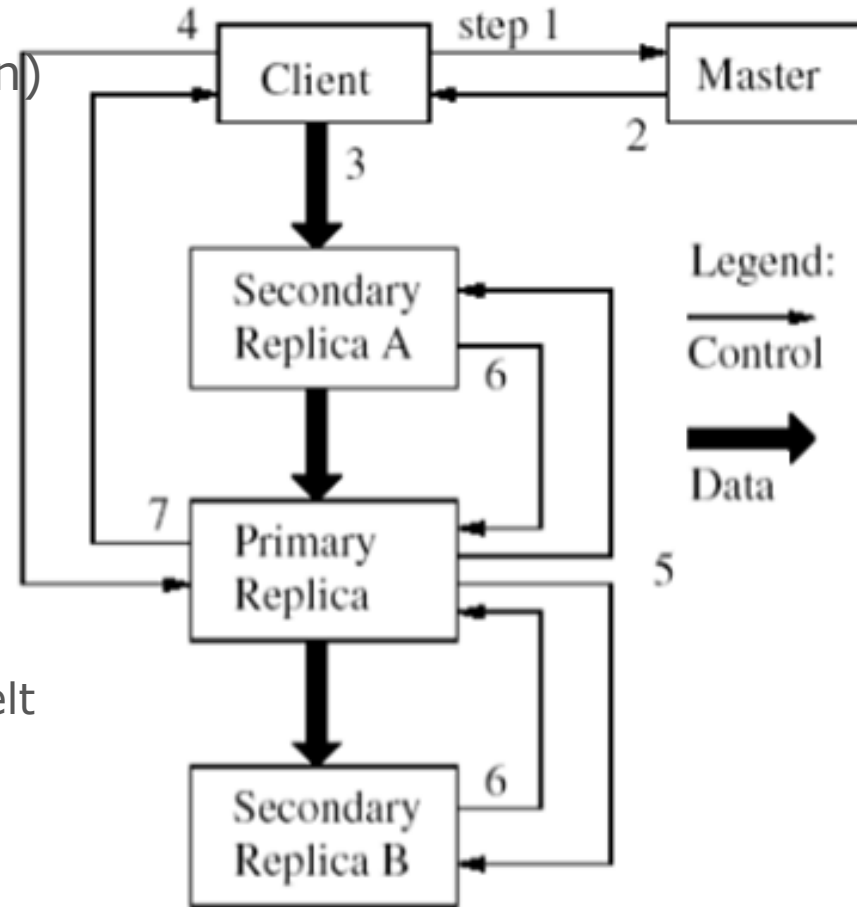 4
step 1
n)
Client
Master
2
3
Secondary
Replica A
Legend:
Control
6
Data
7
Primary
Replica
5
elt
6
Secondary
Replica B